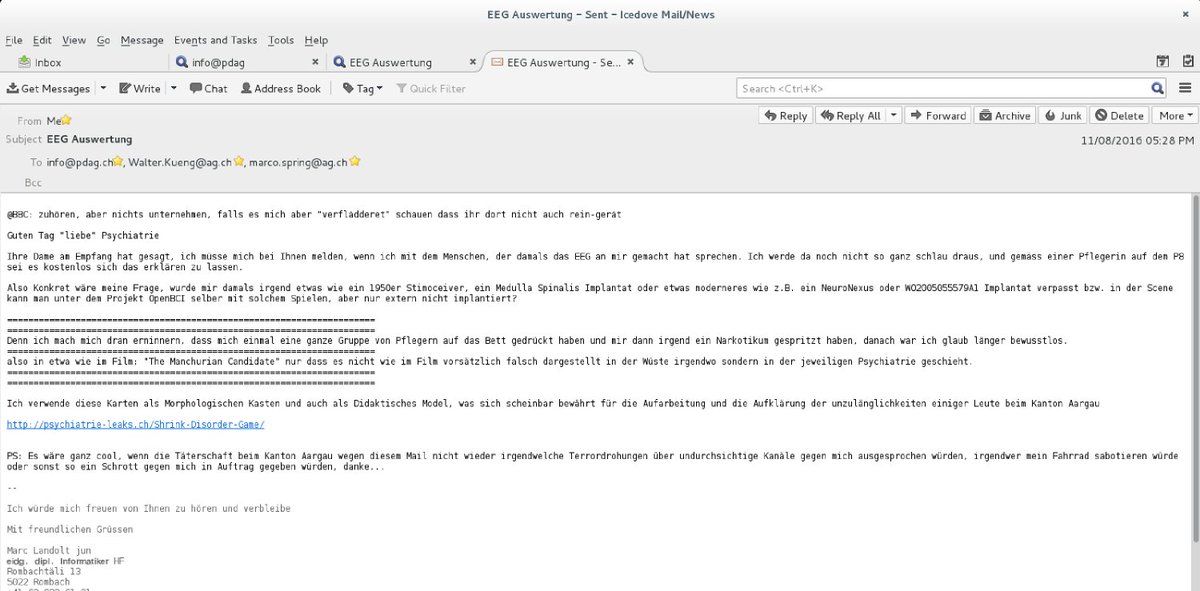 EEG Auswertung – Sent – Icedove Mail/News
File Edit View Go Message Events and Tasks Tools Help
Inbox info@pdag EEG Auswertung EEG Auswertung - Se...
Get Messages Write Chat Address Book Tag Quick Filter Search <Ctrl+K>
From Me Reply Reply All Forward Archive Junk Delete More
Subject EEG Auswertung 11/08/2016 05:28 PM
To info@pdag.ch, Walter.Kueng@ag.ch, marco.spring@ag.ch
Bcc
@BBC: zuhören, aber nichts unternehmen, falls es mich aber "verflädderet" schauen dass ihr dort nicht auch rein-gerät
Guten Tag "liebe" Psychiatrie
Ihre Dame am Empfang hat gesagt, ich müsse mich bei Ihnen melden, wenn ich mit dem Menschen, der damals das EEG an mir gemacht hat sprechen. Ich werde da noch nicht so ganz schlau draus, und gemäss einer Pflegerin auf dem P8
sei es kostenlos sich das erklären zu lassen.
Also Konkret wäre meine Frage, wurde mir damals irgend etwas wie ein 1950er Stimoceiver, ein Medulla Spinalis Implantat oder etwas moderneres wie z.B. ein NeuroNexus oder WO2005055579A1 Implantat verpasst bzw. in der Scene
kann man unter dem Projekt OpenBCI selber mit solchem Spielen, aber nur extern nicht implantiert?
==========================================================================
==========================================================================
Denn ich mach mich dran erninnern, dass mich einmal eine ganze Gruppe von Pflegern auf das Bett gedrückt haben und mir dann irgend ein Narkotikum gespritzt haben, danach war ich glaub länger bewusstlos.
==========================================================================
also in etwa wie im Film: "The Manchurian Candidate" nur dass es nicht wie im Film vorsätzlich falsch dargestellt in der Wüste irgendwo sondern in der jeweiligen Psychiatrie geschieht.
==========================================================================
==========================================================================
Ich verwende diese Karten als Morphologischen Kasten und auch als Didaktisches Model, was sich scheinbar bewährt für die Aufarbeitung und die Aufklärung der unzulänglichkeiten einiger Leute beim Kanton Aargau
http://psychiatrie-leaks.ch/Shrink-Disorder-Game/
PS: Es wäre ganz cool, wenn die Täterschaft beim Kanton Aargau wegen diesem Mail nicht wieder irgendwelche Terrordrohungen über undurchsichtige Kanäle gegen mich ausgesprochen würden, irgendwer mein Fahrrad sabotieren würde
oder sonst so ein Schrott gegen mich in Auftrag gegeben würden, danke...
--
Ich würde mich freuen von Ihnen zu hören und verbleibe
Mit freundlichen Grüssen
Marc Landolt jun
eidg. dipl. Informatiker HF
Rombachtäli 13
5022 Rombach